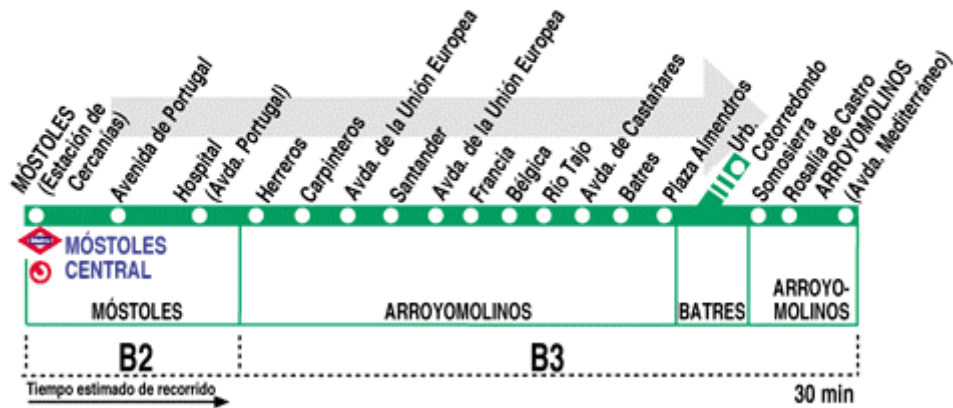 MÓSTOLES
(Estación de
Cercanías)
Avenida de Portugal
Hospital
(Avda. Portugal)
Herreros
Carpinteros
Avda. de la Unión Europea
Santander
Avda. de la Unión Europea
Francia
Bélgica
Río Tajo
Avda. de Castañares
Batres
Plaza Almendros
Urb.
Cotorredondo
Somosierra
Rosalía de Castro
ARROYOMOLINOS
(Avda. Mediterráneo)
MÓSTOLES
CENTRAL
MÓSTOLES
ARROYOMOLINOS
BATRES
ARROYO-
MOLINOS
B2
B3
Tiempo estimado de recorrido
30 min